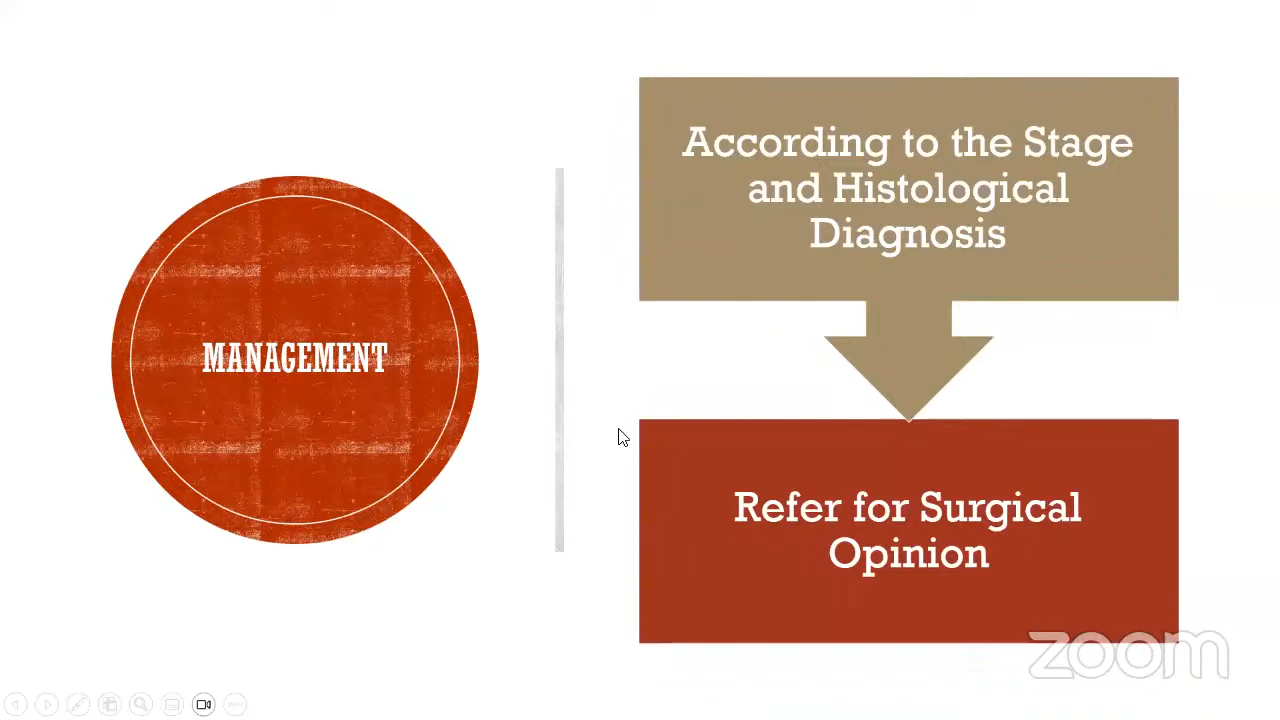 MANAGEMENT
According to the Stage
and Histological
Diagnosis
Refer for Surgical
Opinion
zoom